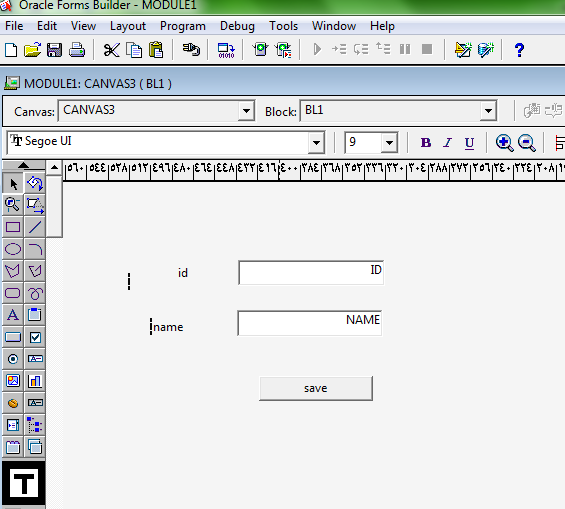 Oracle Forms Builder - MODULE1
File Edit View Layout Program Debug Tools Window Help
MODULE1: CANVAS3 ( BL1 )
Canvas: CANVAS3 Block: BL1
Segoe UI 9 B I U
٥٦٠ ٥٤٤ ٥٢٨ ٥١٢ ٤٩٦ ٤٨٠ ٤٦٤ ٤٤٨ ٤٣٢ ٤١٦ ٤٠٠ ٣٨٤ ٣٦٨ ٣٥٢ ٣٣٦ ٣٢٠ ٣٠٤ ٢٨٨ ٢٧٢ ٢٥٦ ٢٤٠ ٢٢٤ ٢٠٨
id ID
name NAME
save